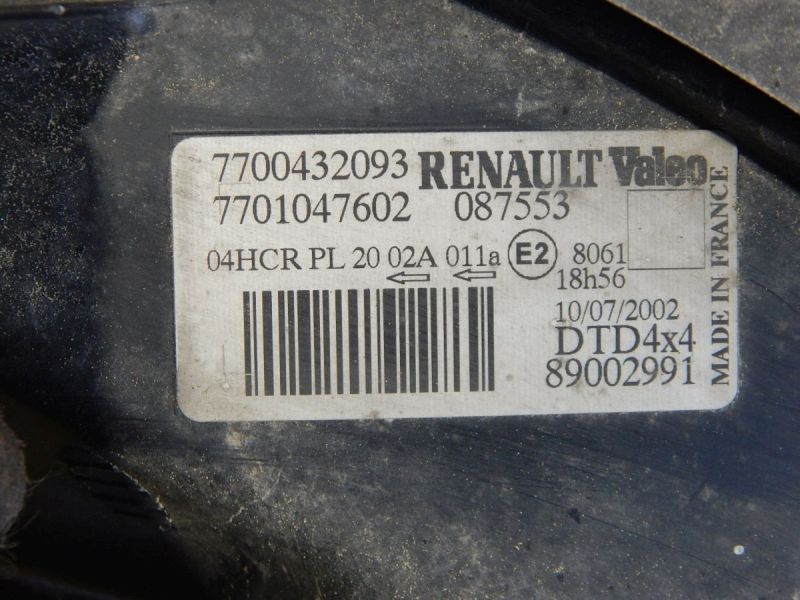 7700432093 RENAULT Valeo
7701047602 087553
04HCR PL 20 02A 011a E2 8061
18h56
10/07/2002
DTD4x4
89002991
MADE IN FRANCE